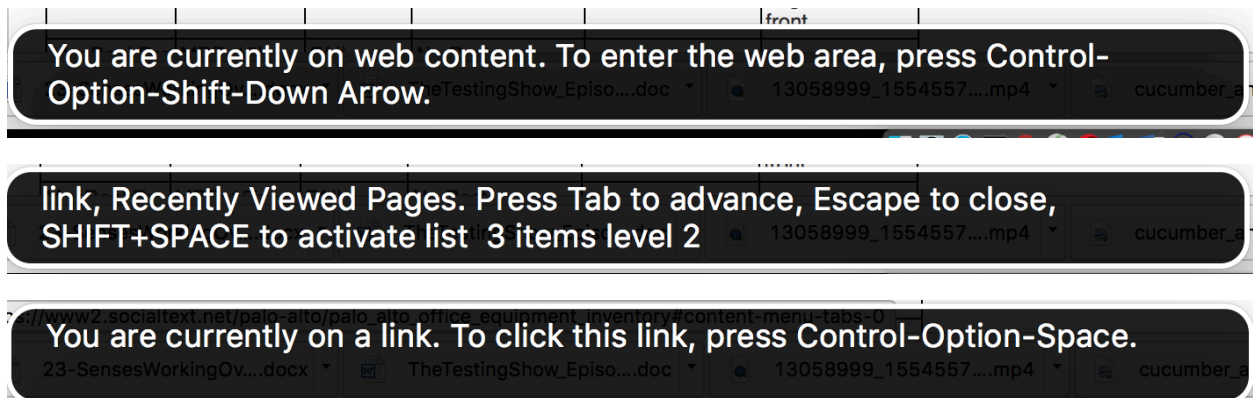 front
You are currently on web content. To enter the web area, press Control-
Option-Shift-Down Arrow.
TheTestingShow_Episo....doc
13058999_1554557....mp4
cucumber_an
link, Recently Viewed Pages. Press Tab to advance, Escape to close,
SHIFT+SPACE to activate list 3 items level 2
13058999_1554557....mp4
cucumber_an
s://www2.socialtext.net/palo-alto/palo_alto_office_equipment_inventory#content-menu-tabs-0
You are currently on a link. To click this link, press Control-Option-Space.
23-SensesWorkingOv....docx
TheTestingShow_Episo....doc
13058999_1554557....mp4
cucumber_a